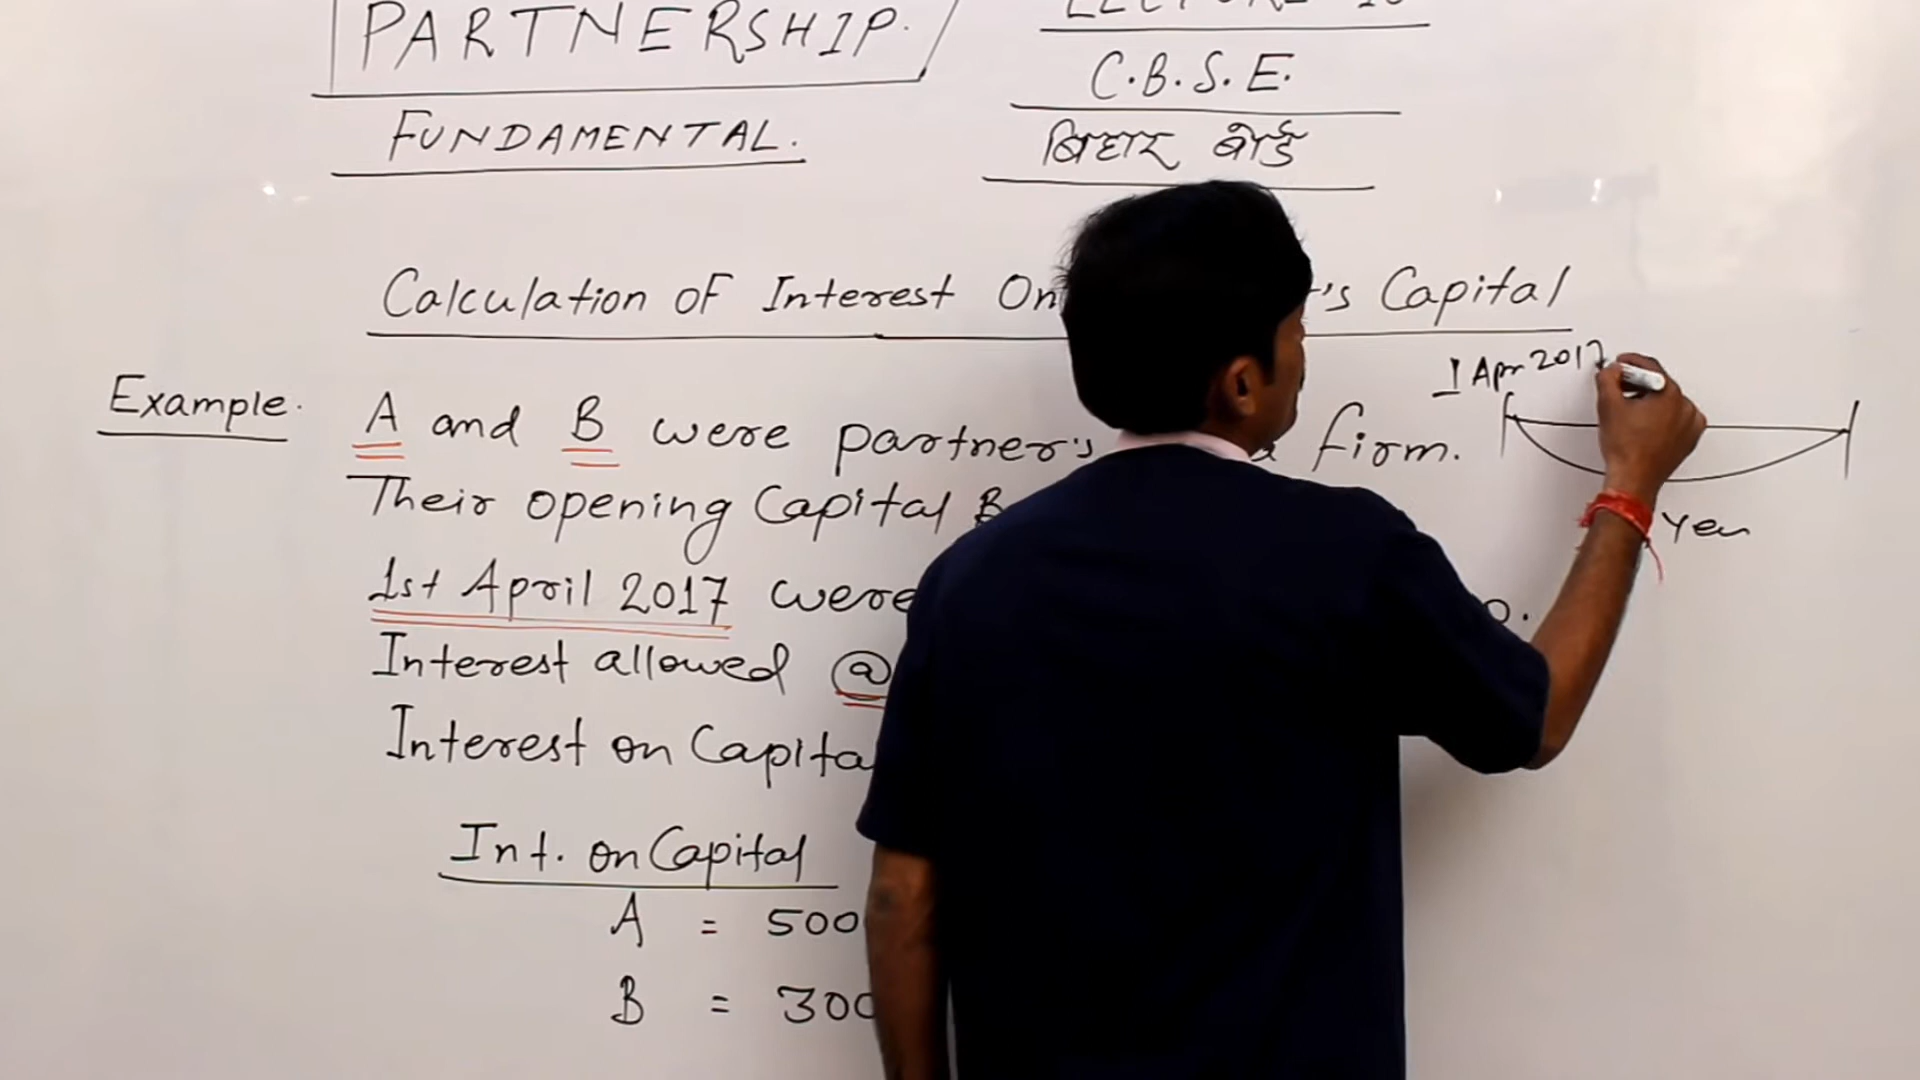 PARTNERSHIP.
FUNDAMENTAL.
C.B.S.E.
बिहार बोर्ड
Calculation of Interest On 's Capital
1 Apr 2017
Example.
A and B were partner's firm.
Their opening Capital B
Year
1st April 2017 were
Interest allowed @
Interest on Capital
Int. on Capital
A = 500
B = 300